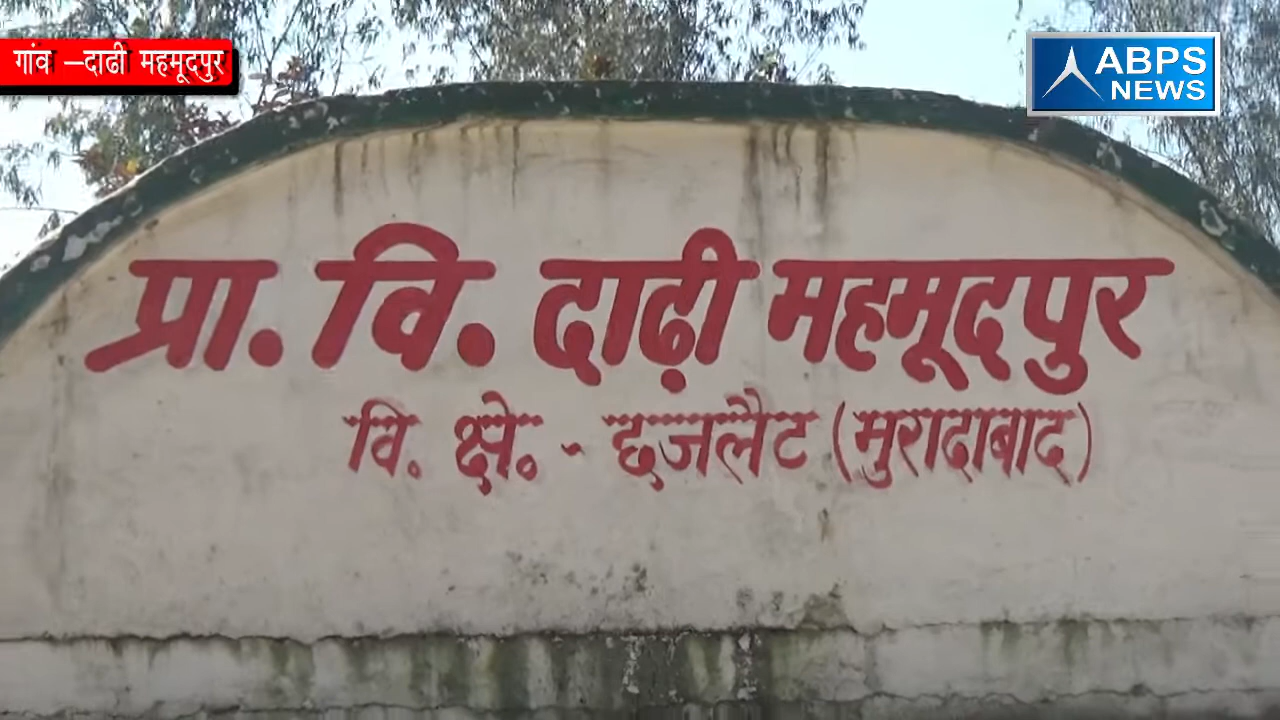 गांव –दाढी महमूदपुर
ABPS
NEWS
प्रा. वि. दाढ़ी महमूदपुर
वि. क्षे. - छजलैट (मुरादाबाद)